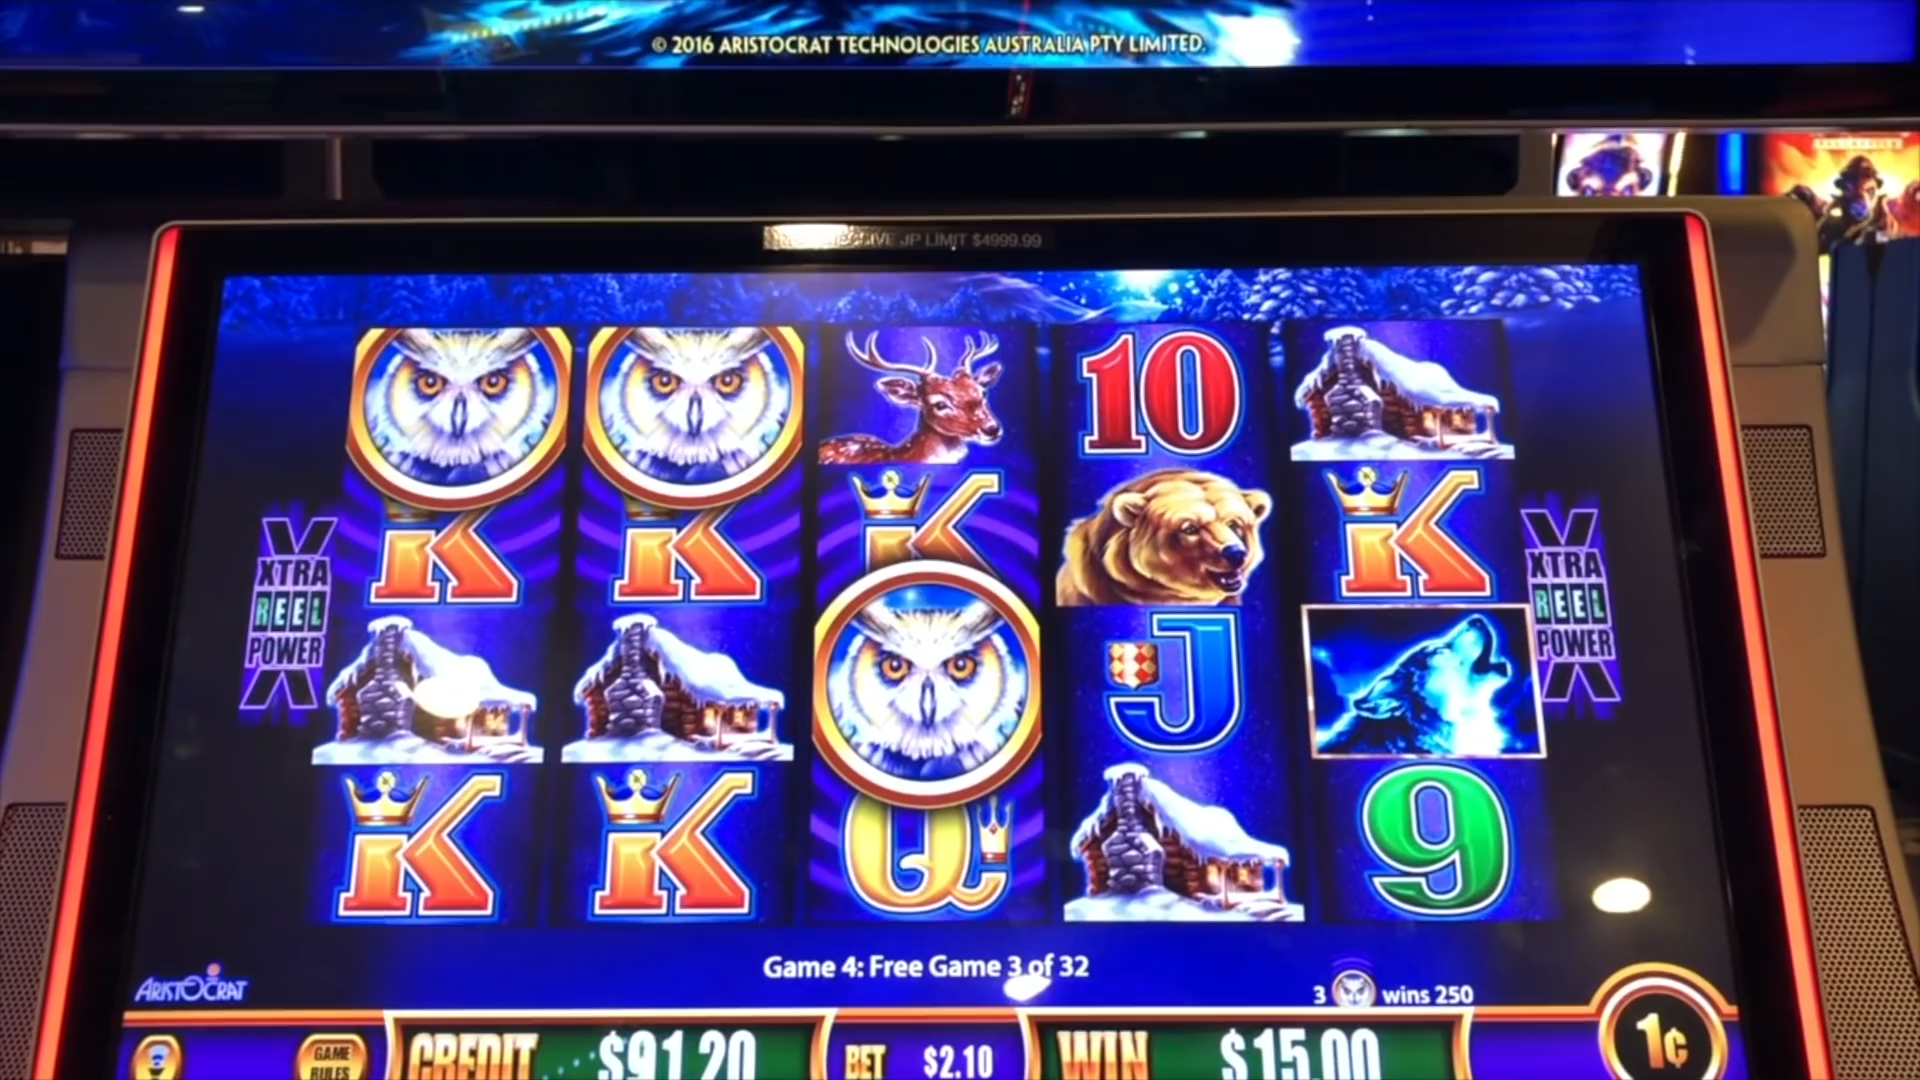 © 2016 ARISTOCRAT TECHNOLOGIES AUSTRALIA PTY LIMITED.
JP LIMIT $4999.99
10
K K K K
XTRA REEL POWER
XTRA REEL POWER
J
K K Q 9
Game 4: Free Game 3 of 32
ARISTOCRAT
3 wins 250
GAME RULES
CREDIT $91.20
BET $2.10
WIN $15.00
1¢